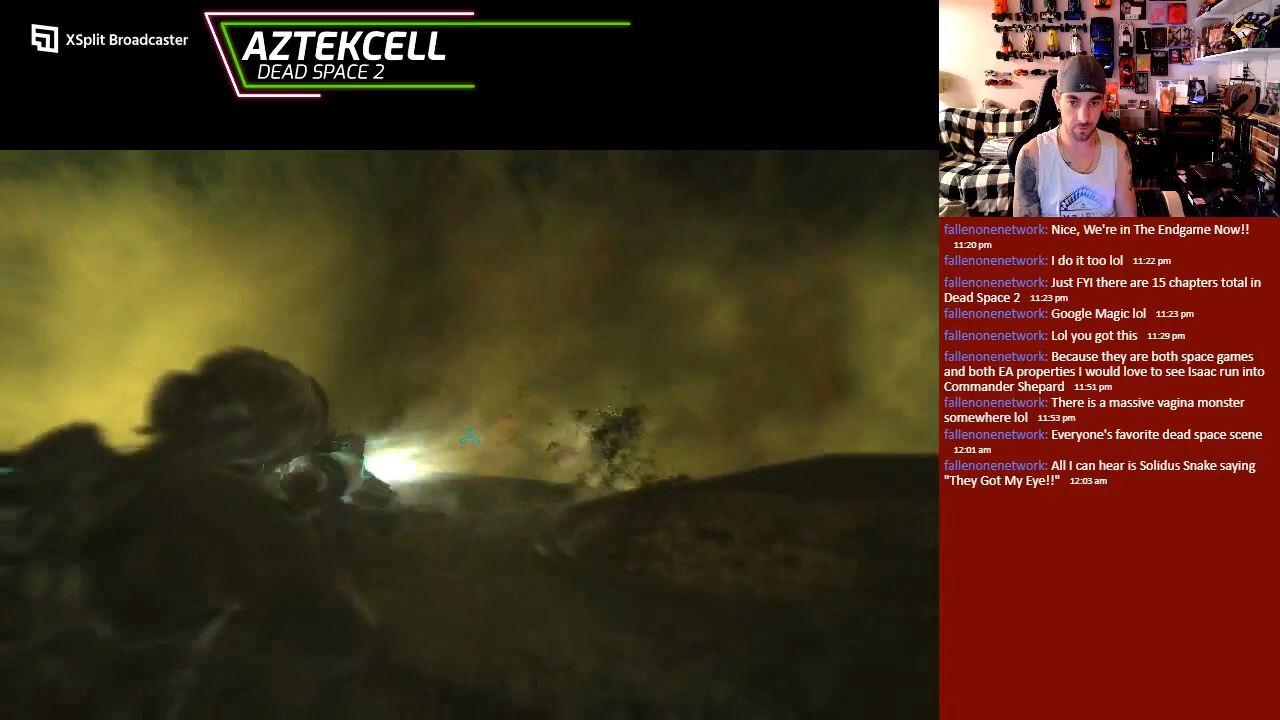 XSplit Broadcaster
AZTEKCELL
DEAD SPACE 2
fallenonenetwork: Nice, We're in The Endgame Now!!
11:20 pm
fallenonenetwork: I do it too lol 11:22 pm
fallenonenetwork: Just FYI there are 15 chapters total in
Dead Space 2 11:23 pm
fallenonenetwork: Google Magic lol 11:23 pm
fallenonenetwork: Lol you got this 11:29 pm
fallenonenetwork: Because they are both space games
and both EA properties I would love to see Isaac run into
Commander Shepard 11:51 pm
fallenonenetwork: There is a massive vagina monster
somewhere lol 11:53 pm
fallenonenetwork: Everyone's favorite dead space scene
12:01 am
fallenonenetwork: All I can hear is Solidus Snake saying
"They Got My Eye!!" 12:03 am